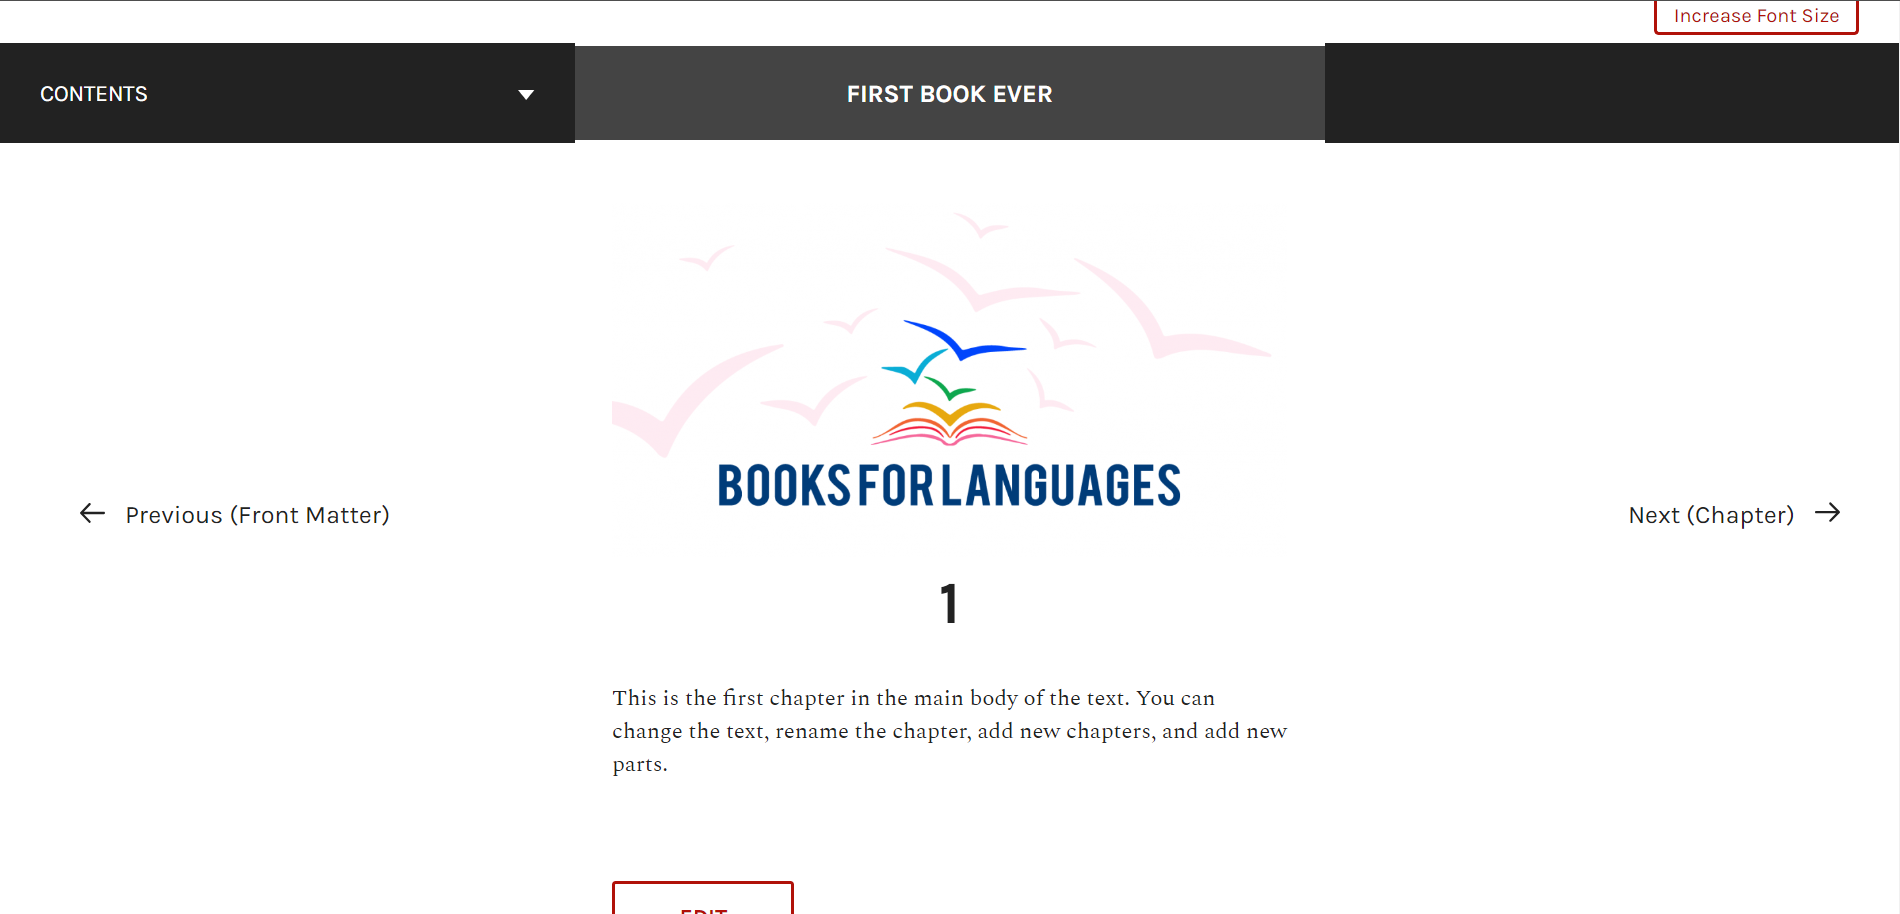 Increase Font Size
CONTENTS
FIRST BOOK EVER
BOOKS FOR LANGUAGES
Previous (Front Matter)
Next (Chapter)
1
This is the first chapter in the main body of the text. You can
change the text, rename the chapter, add new chapters, and add new
parts.
EDIT